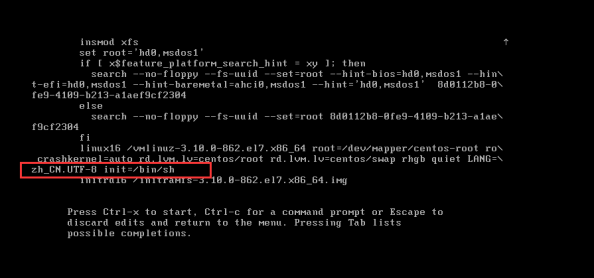 insmod xfs
set root='hd0,msdos1'
if [ x$feature_platform_search_hint = xy ]; then
search --no-floppy --fs-uuid --set=root --hint-bios=hd0,msdos1 --hin\
t-efi=hd0,msdos1 --hint-baremetal=ahci0,msdos1 --hint='hd0,msdos1'  8d0112b8-0\
fe9-4109-b213-a1aef9cf2304
else
search --no-floppy --fs-uuid --set=root 8d0112b8-0fe9-4109-b213-a1ae\
f9cf2304
fi
linux16 /vmlinuz-3.10.0-862.el7.x86_64 root=/dev/mapper/centos-root ro\
crashkernel=auto rd.lvm.lv=centos/root rd.lvm.lv=centos/swap rhgb quiet LANG=\
zh_CN.UTF-8 init=/bin/sh
initrd16 /initramfs-3.10.0-862.el7.x86_64.img
Press Ctrl-x to start, Ctrl-c for a command prompt or Escape to
discard edits and return to the menu. Pressing Tab lists
possible completions.